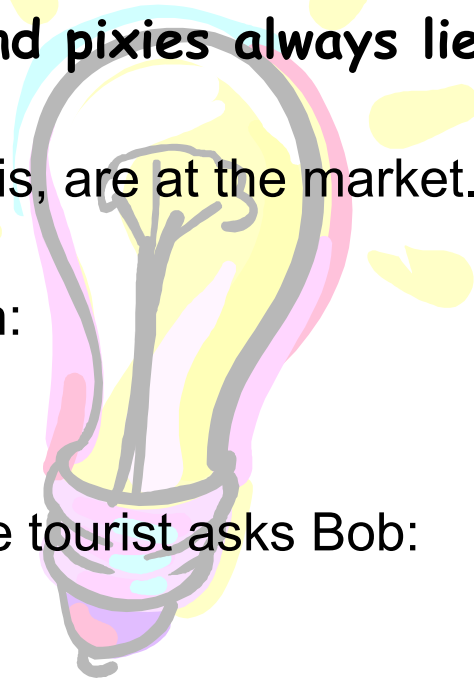 nd pixies always lie
is, are at the market.
n:
e tourist asks Bob: